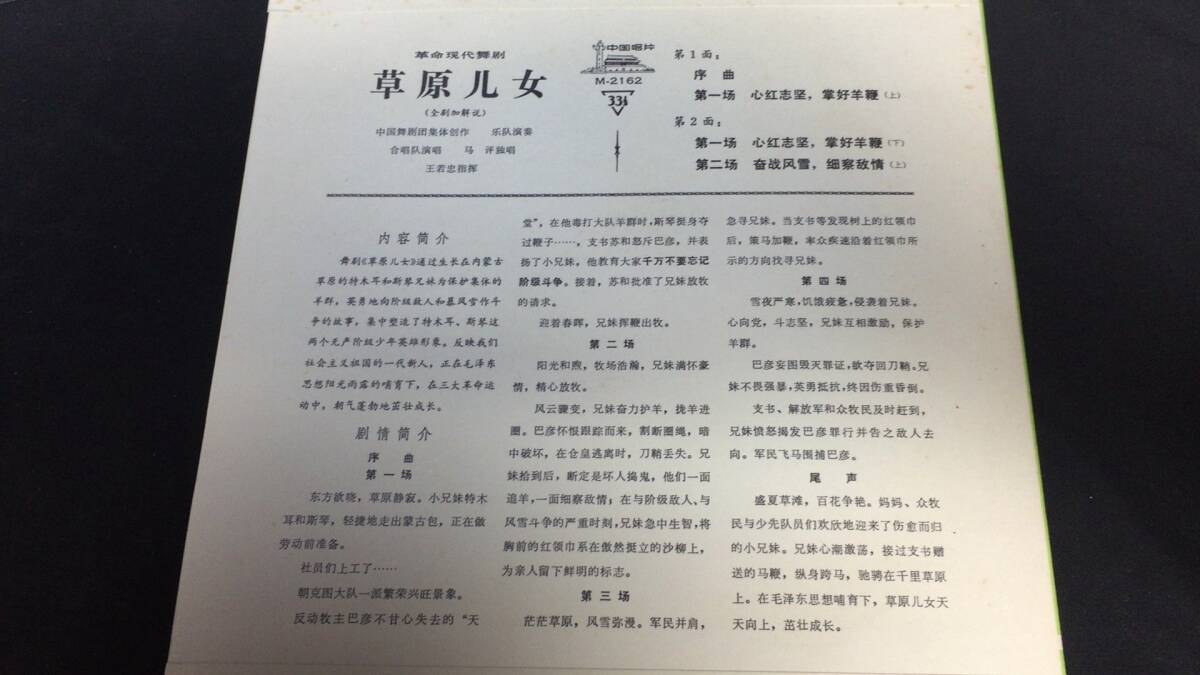 革命现代舞剧
草原儿女
(全剧加解说)
中国舞剧团集体创作 乐队演奏
合唱队演唱 马 评独唱
王若忠指挥
中国唱片
M-2162
33⅓
第1面：
序 曲
第一场 心红志坚，掌好羊鞭（上）
第2面：
第一场 心红志坚，掌好羊鞭（下）
第二场 奋战风雪，细察敌情（上）
内容简介
舞剧《草原儿女》通过生长在内蒙古
草原的特木耳和斯琴兄妹为保护集体的
羊群，英勇地向阶级敌人和暴风雪作斗
争的故事，集中塑造了特木耳、斯琴这
两个无产阶级少年英雄形象。反映我们
社会主义祖国的一代新人，正在毛泽东
思想阳光雨露的哺育下，在三大革命运
动中，朝气蓬勃地茁壮成长。
剧情简介
序 曲
第一场
东方欲晓，草原静寂。小兄妹特木
耳和斯琴，轻捷地走出蒙古包，正在做
劳动前准备。
社员们上工了……
朝克图大队一派繁荣兴旺景象。
反动牧主巴彦不甘心失去的“天
堂”，在他毒打大队羊群时，斯琴挺身夺
过鞭子……，支书苏和怒斥巴彦，并表
扬了小兄妹，他教育大家千万不要忘记
阶级斗争。接着，苏和批准了兄妹放牧
的请求。
迎着春晖，兄妹挥鞭出牧。
第二场
阳光和煦，牧场浩瀚，兄妹满怀豪
情，精心放牧。
风云骤变，兄妹奋力护羊，拢羊进
圈。巴彦怀恨跟踪而来，割断圈绳，暗
中破坏，在仓皇逃离时，刀鞘丢失。兄
妹拾到后，断定是坏人捣鬼，他们一面
追羊，一面细察敌情；在与阶级敌人、与
风雪斗争的严重时刻，兄妹急中生智，将
胸前的红领巾系在傲然挺立的沙柳上，
为亲人留下鲜明的标志。
第三场
茫茫草原，风雪弥漫。军民并肩，
急寻兄妹。当支书等发现树上的红领巾
后，策马加鞭，率众疾速沿着红领巾所
示的方向找寻兄妹。
第四场
雪夜严寒，饥饿疲惫，侵袭着兄妹。
心向党，斗志坚，兄妹互相激励，保护
羊群。
巴彦妄图毁灭罪证，欲夺回刀鞘。兄
妹不畏强暴，英勇抵抗，终因伤重昏倒。
支书、解放军和众牧民及时赶到，
兄妹愤怒揭发巴彦罪行并告之敌人去
向。军民飞马围捕巴彦。
尾 声
盛夏草滩，百花争艳。妈妈、众牧
民与少先队员们欢欣地迎来了伤愈而归
的小兄妹。兄妹心潮激荡，接过支书赠
送的马鞭，纵身跨马，驰骋在千里草原
上。在毛泽东思想哺育下，草原儿女天
天向上，茁壮成长。